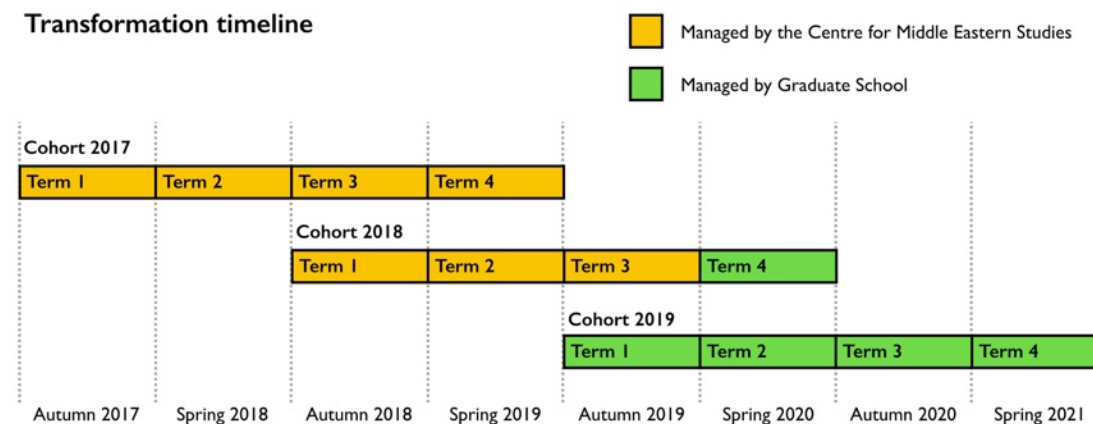 Transformation timeline
Managed by the Centre for Middle Eastern Studies
Managed by Graduate School
Cohort 2017
Term 1 Term 2 Term 3 Term 4
Cohort 2018
Term 1 Term 2 Term 3 Term 4
Cohort 2019
Term 1 Term 2 Term 3 Term 4
Autumn 2017 Spring 2018 Autumn 2018 Spring 2019 Autumn 2019 Spring 2020 Autumn 2020 Spring 2021